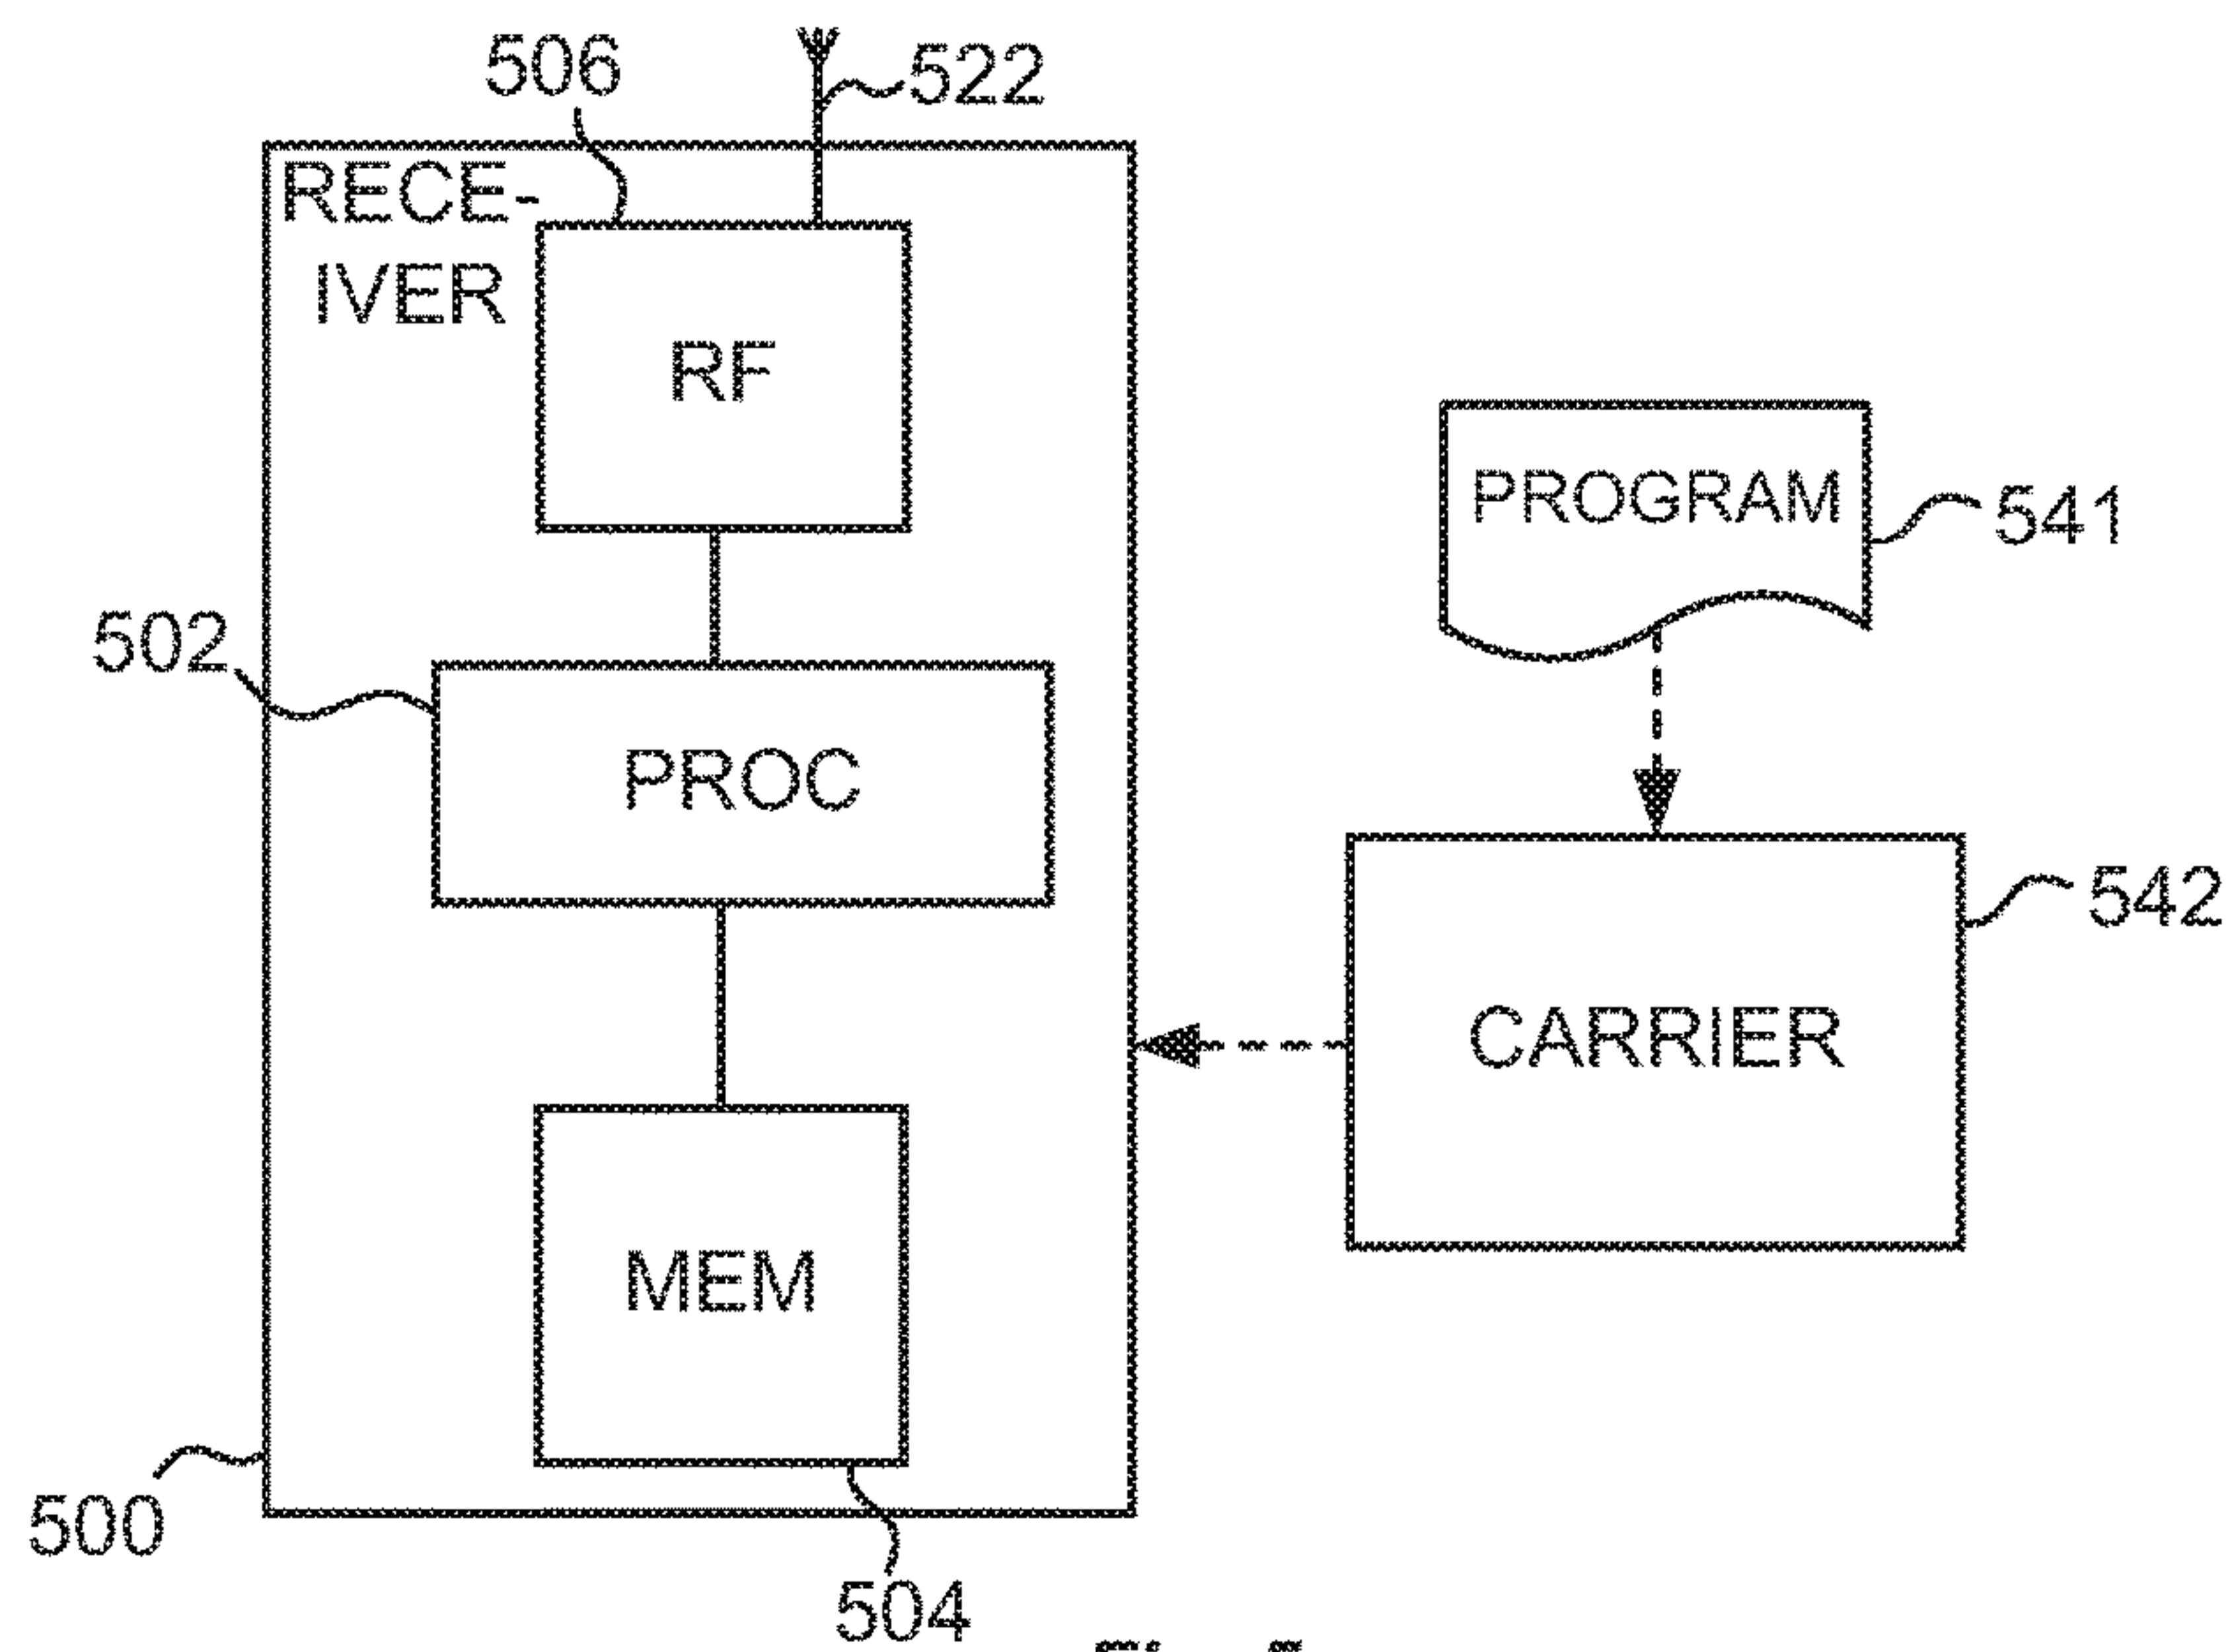 506
522
RECE-
IVER
RF
PROGRAM
541
502
PROC
542
CARRIER
MEM
500
504